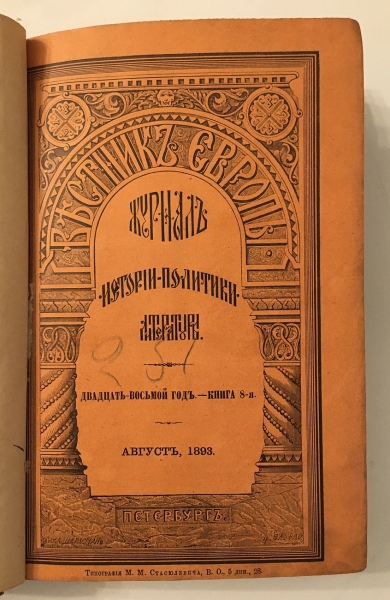 ВѢСТНИКЪ ЕВРОПЫ
ЖУРНАЛЪ
ИСТОРІИ-ПОЛИТИКИ-
ЛИТЕРАТУРЫ.
ДВАДЦАТЬ-ВОСЬМОЙ ГОДЪ.—КНИГА 8-я.
АВГУСТЪ, 1893.
ПЕТЕРБУРГЪ.
Типографія М. М. Стасюлевича, В. О., 5 лин., 28.